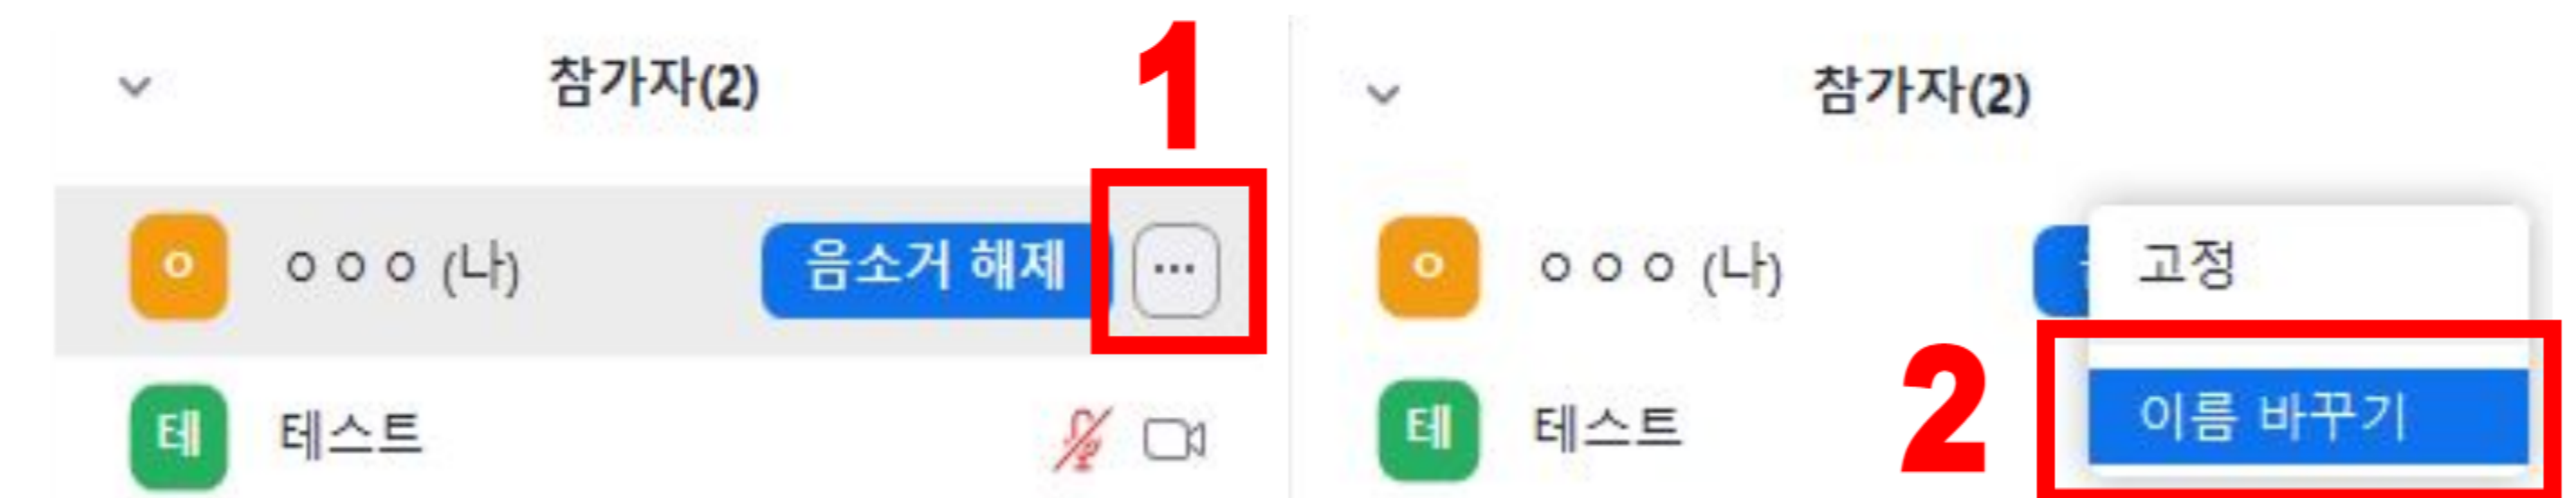 참가자(2)
1
ㅇ ㅇㅇㅇ (나) 음소거 해제 ...
테 테스트
참가자(2)
ㅇ ㅇㅇㅇ (나) 고정
테 테스트
2 이름 바꾸기